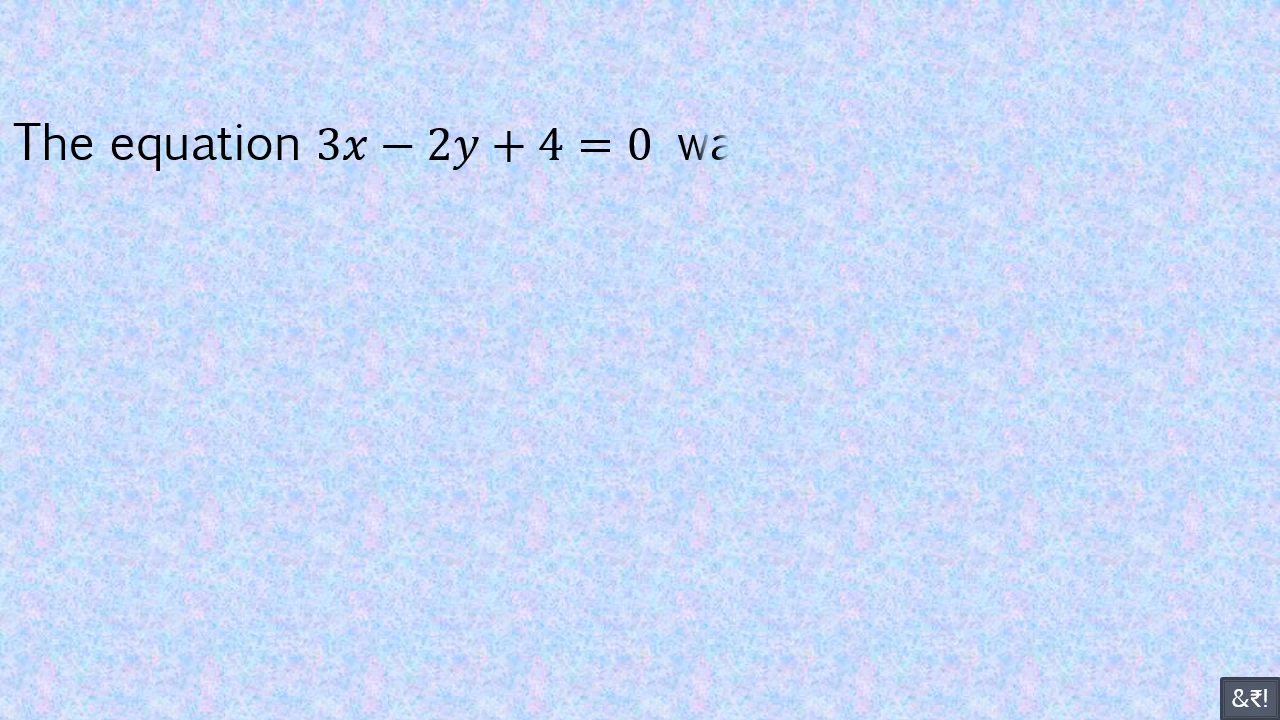 The equation 3x − 2y + 4 = 0
&₹!